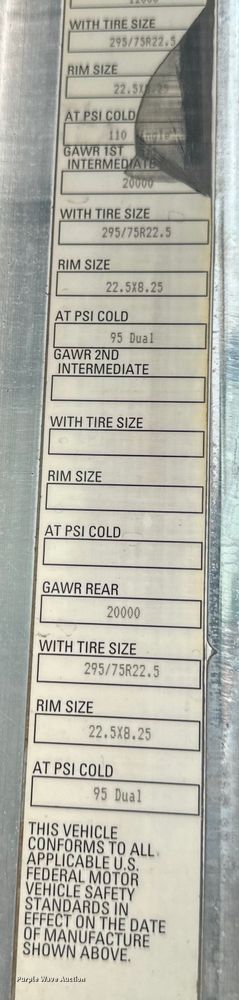 WITH TIRE SIZE
295/75R22.5
RIM SIZE
22.5X8.25
AT PSI COLD
110 Single
GAWR 1ST
INTERMEDIATE
20000
WITH TIRE SIZE
295/75R22.5
RIM SIZE
22.5X8.25
AT PSI COLD
95 Dual
GAWR 2ND
INTERMEDIATE
WITH TIRE SIZE
RIM SIZE
AT PSI COLD
GAWR REAR
20000
WITH TIRE SIZE
295/75R22.5
RIM SIZE
22.5X8.25
AT PSI COLD
95 Dual
THIS VEHICLE
CONFORMS TO ALL
APPLICABLE U.S.
FEDERAL MOTOR
VEHICLE SAFETY
STANDARDS IN
EFFECT ON THE DATE
OF MANUFACTURE
SHOWN ABOVE.
Purple Wave Auction